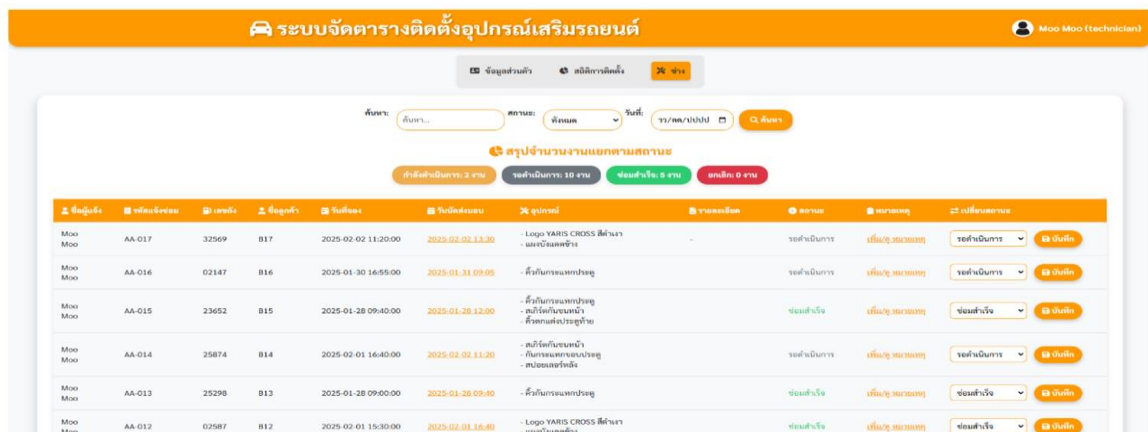 ระบบจัดตารางติดตั้งอุปกรณ์เสริมรถยนต์
Moo Moo (technician)
ข้อมูลส่วนตัว สถิติการติดตั้ง ช่าง
ค้นหา: ค้นหา... สถานะ: ทั้งหมด วันที่: วว/ดด/ปปปป ค้นหา
สรุปจำนวนงานแยกตามสถานะ
กำลังดำเนินการ: 2 งาน รอดำเนินการ: 10 งาน ซ่อมสำเร็จ: 5 งาน ยกเลิก: 0 งาน
ชื่อผู้แจ้ง รหัสแจ้งซ่อม เลขถัง ชื่อลูกค้า วันที่จอง วันนัดส่งมอบ อุปกรณ์ รายละเอียด สถานะ หมายเหตุ เปลี่ยนสถานะ
Moo Moo AA-017 32569 B17 2025-02-02 11:20:00 2025-02-02 13:30 - Logo YARIS CROSS สีดำเงา - รอดำเนินการ เพิ่ม/ดู หมายเหตุ รอดำเนินการ บันทึก
- แผงบังแดดข้าง
Moo Moo AA-016 02147 B16 2025-01-30 16:55:00 2025-01-31 09:05 - คิ้วกันกระแทกประตู รอดำเนินการ เพิ่ม/ดู หมายเหตุ รอดำเนินการ บันทึก
Moo Moo AA-015 23652 B15 2025-01-28 09:40:00 2025-01-28 12:00 - คิ้วกันกระแทกประตู ซ่อมสำเร็จ เพิ่ม/ดู หมายเหตุ ซ่อมสำเร็จ บันทึก
- สเกิร์ตกันชนหน้า
- คิ้วตกแต่งประตูท้าย
Moo Moo AA-014 25874 B14 2025-02-01 16:40:00 2025-02-02 11:20 - สเกิร์ตกันชนหน้า รอดำเนินการ เพิ่ม/ดู หมายเหตุ รอดำเนินการ บันทึก
- กันกระแทกขอบประตู
- สปอยเลอร์หลัง
Moo Moo AA-013 25298 B13 2025-01-28 09:00:00 2025-01-28 09:40 - คิ้วกันกระแทกประตู ซ่อมสำเร็จ เพิ่ม/ดู หมายเหตุ ซ่อมสำเร็จ บันทึก
Moo Moo AA-012 02587 B12 2025-02-01 15:30:00 2025-02-01 16:40 - Logo YARIS CROSS สีดำเงา ซ่อมสำเร็จ เพิ่ม/ดู หมายเหตุ ซ่อมสำเร็จ บันทึก
- แผงบังแดดข้าง